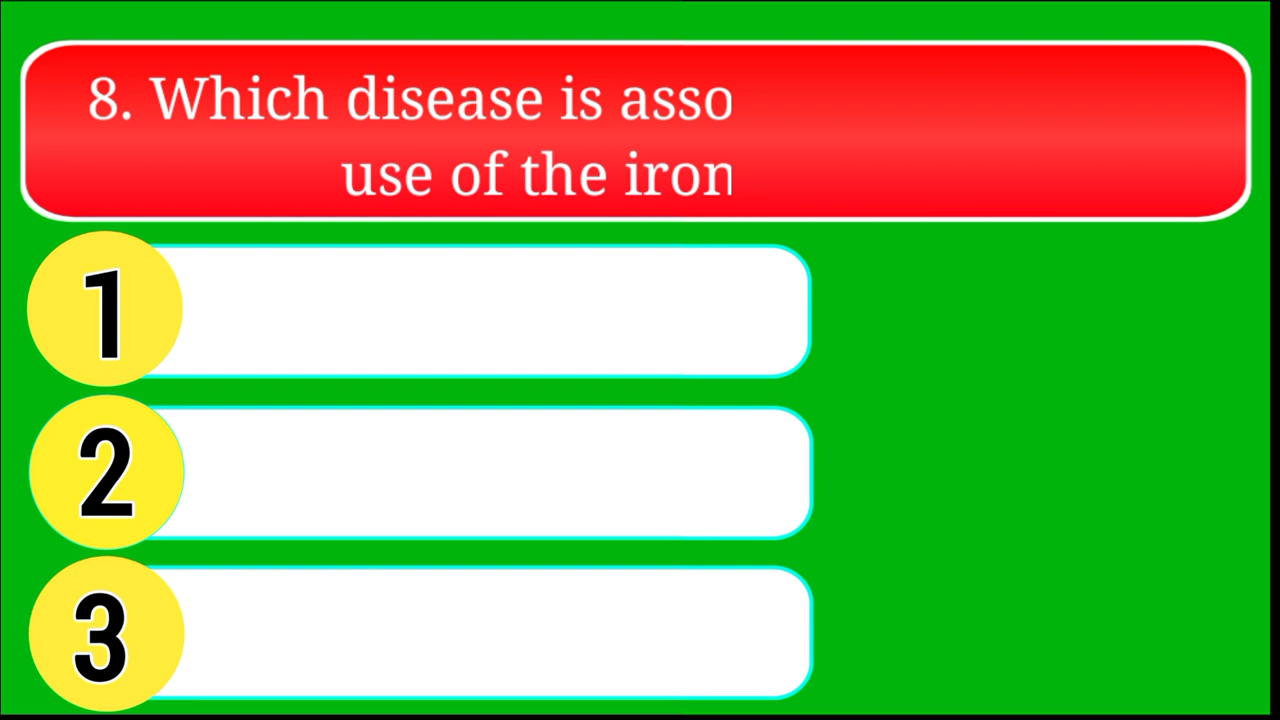 8. Which disease is asso
use of the iron
1
2
3